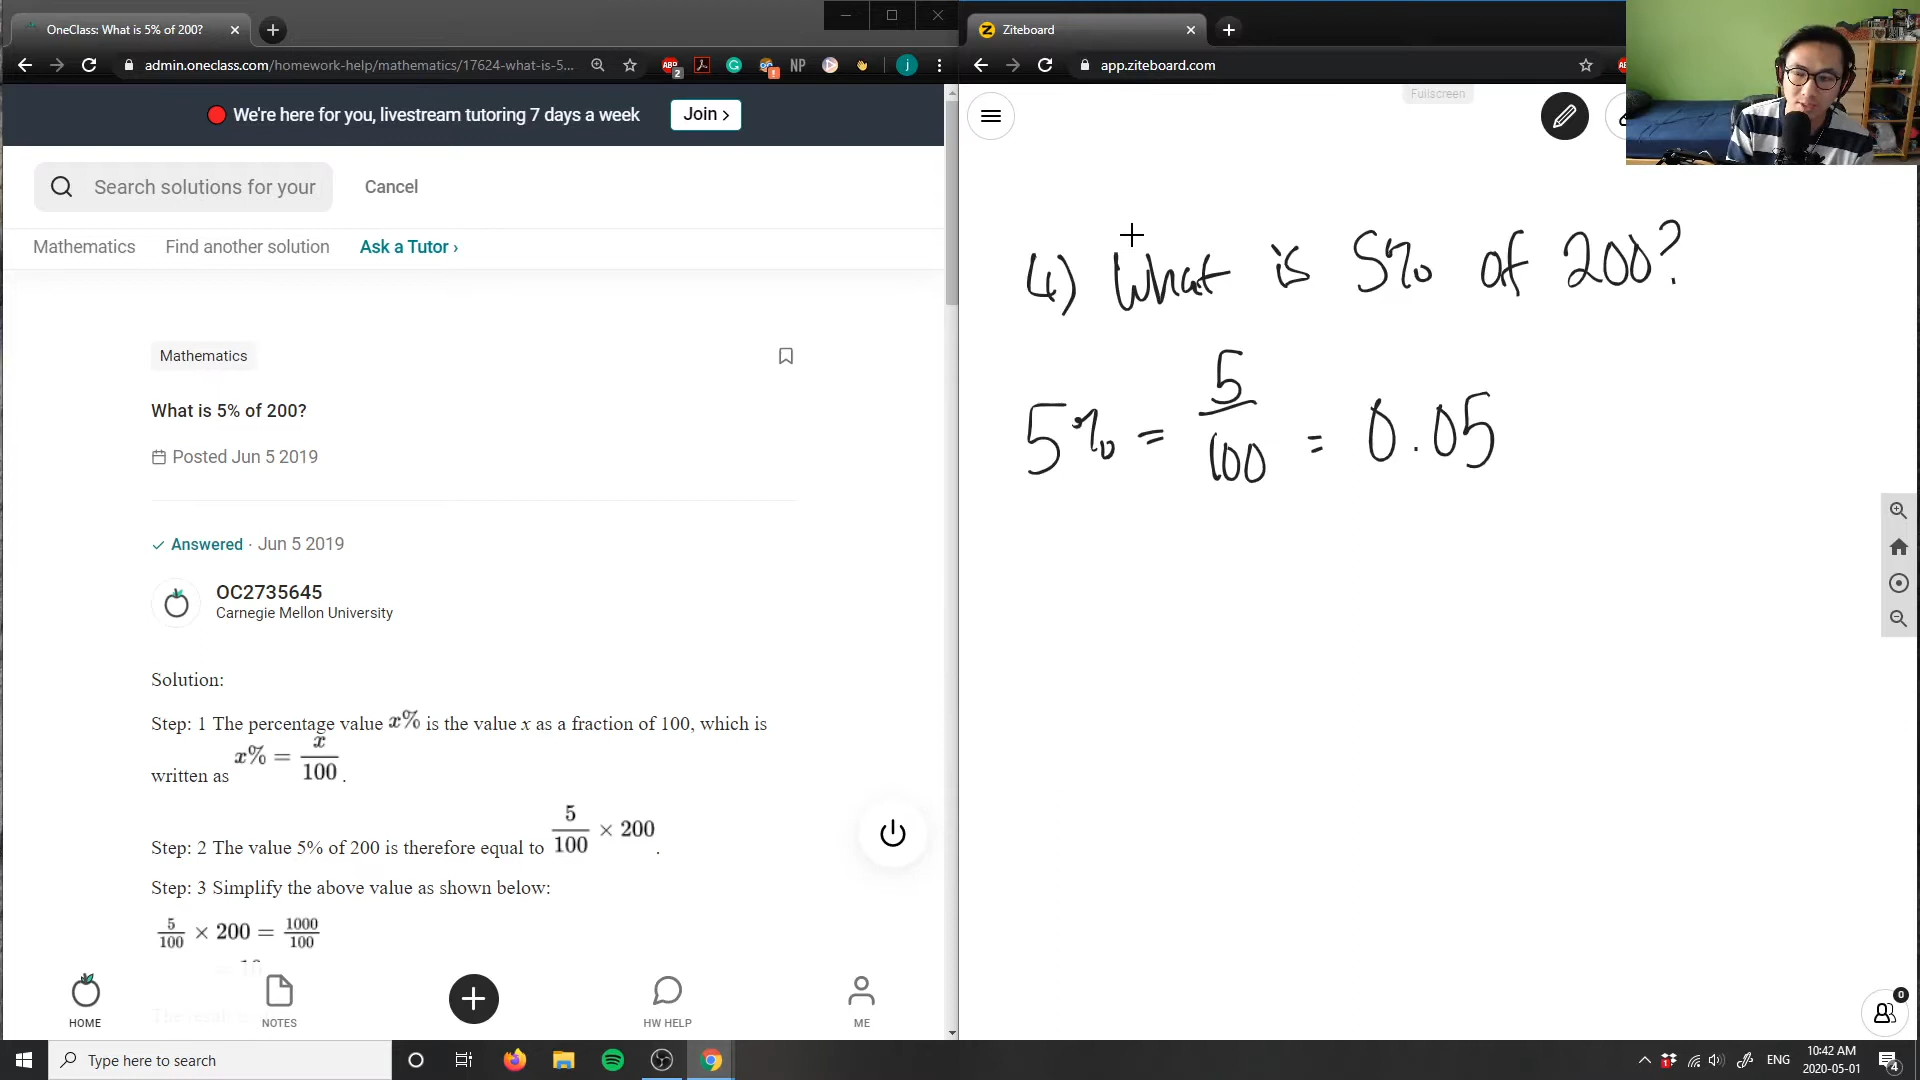 OneClass: What is 5% of 200?
admin.oneclass.com/homework-help/mathematics/17624-what-is-5...
ABP 2
NP
j
We're here for you, livestream tutoring 7 days a week
Join >
Search solutions for your
Cancel
Mathematics
Find another solution
Ask a Tutor ›
Mathematics
What is 5% of 200?
Posted Jun 5 2019
Answered · Jun 5 2019
OC2735645
Carnegie Mellon University
Solution:
Step: 1 The percentage value x% is the value x as a fraction of 100, which is
written as x% = x/100.
Step: 2 The value 5% of 200 is therefore equal to 5/100 × 200.
Step: 3 Simplify the above value as shown below:
5/100 × 200 = 1000/100
= 10
HOME
NOTES
HW HELP
ME
Ziteboard
app.ziteboard.com
Fullscreen
4) What is 5% of 200?
5% = 5/100 = 0.05
0
Type here to search
ENG
10:42 AM
2020-05-01
4